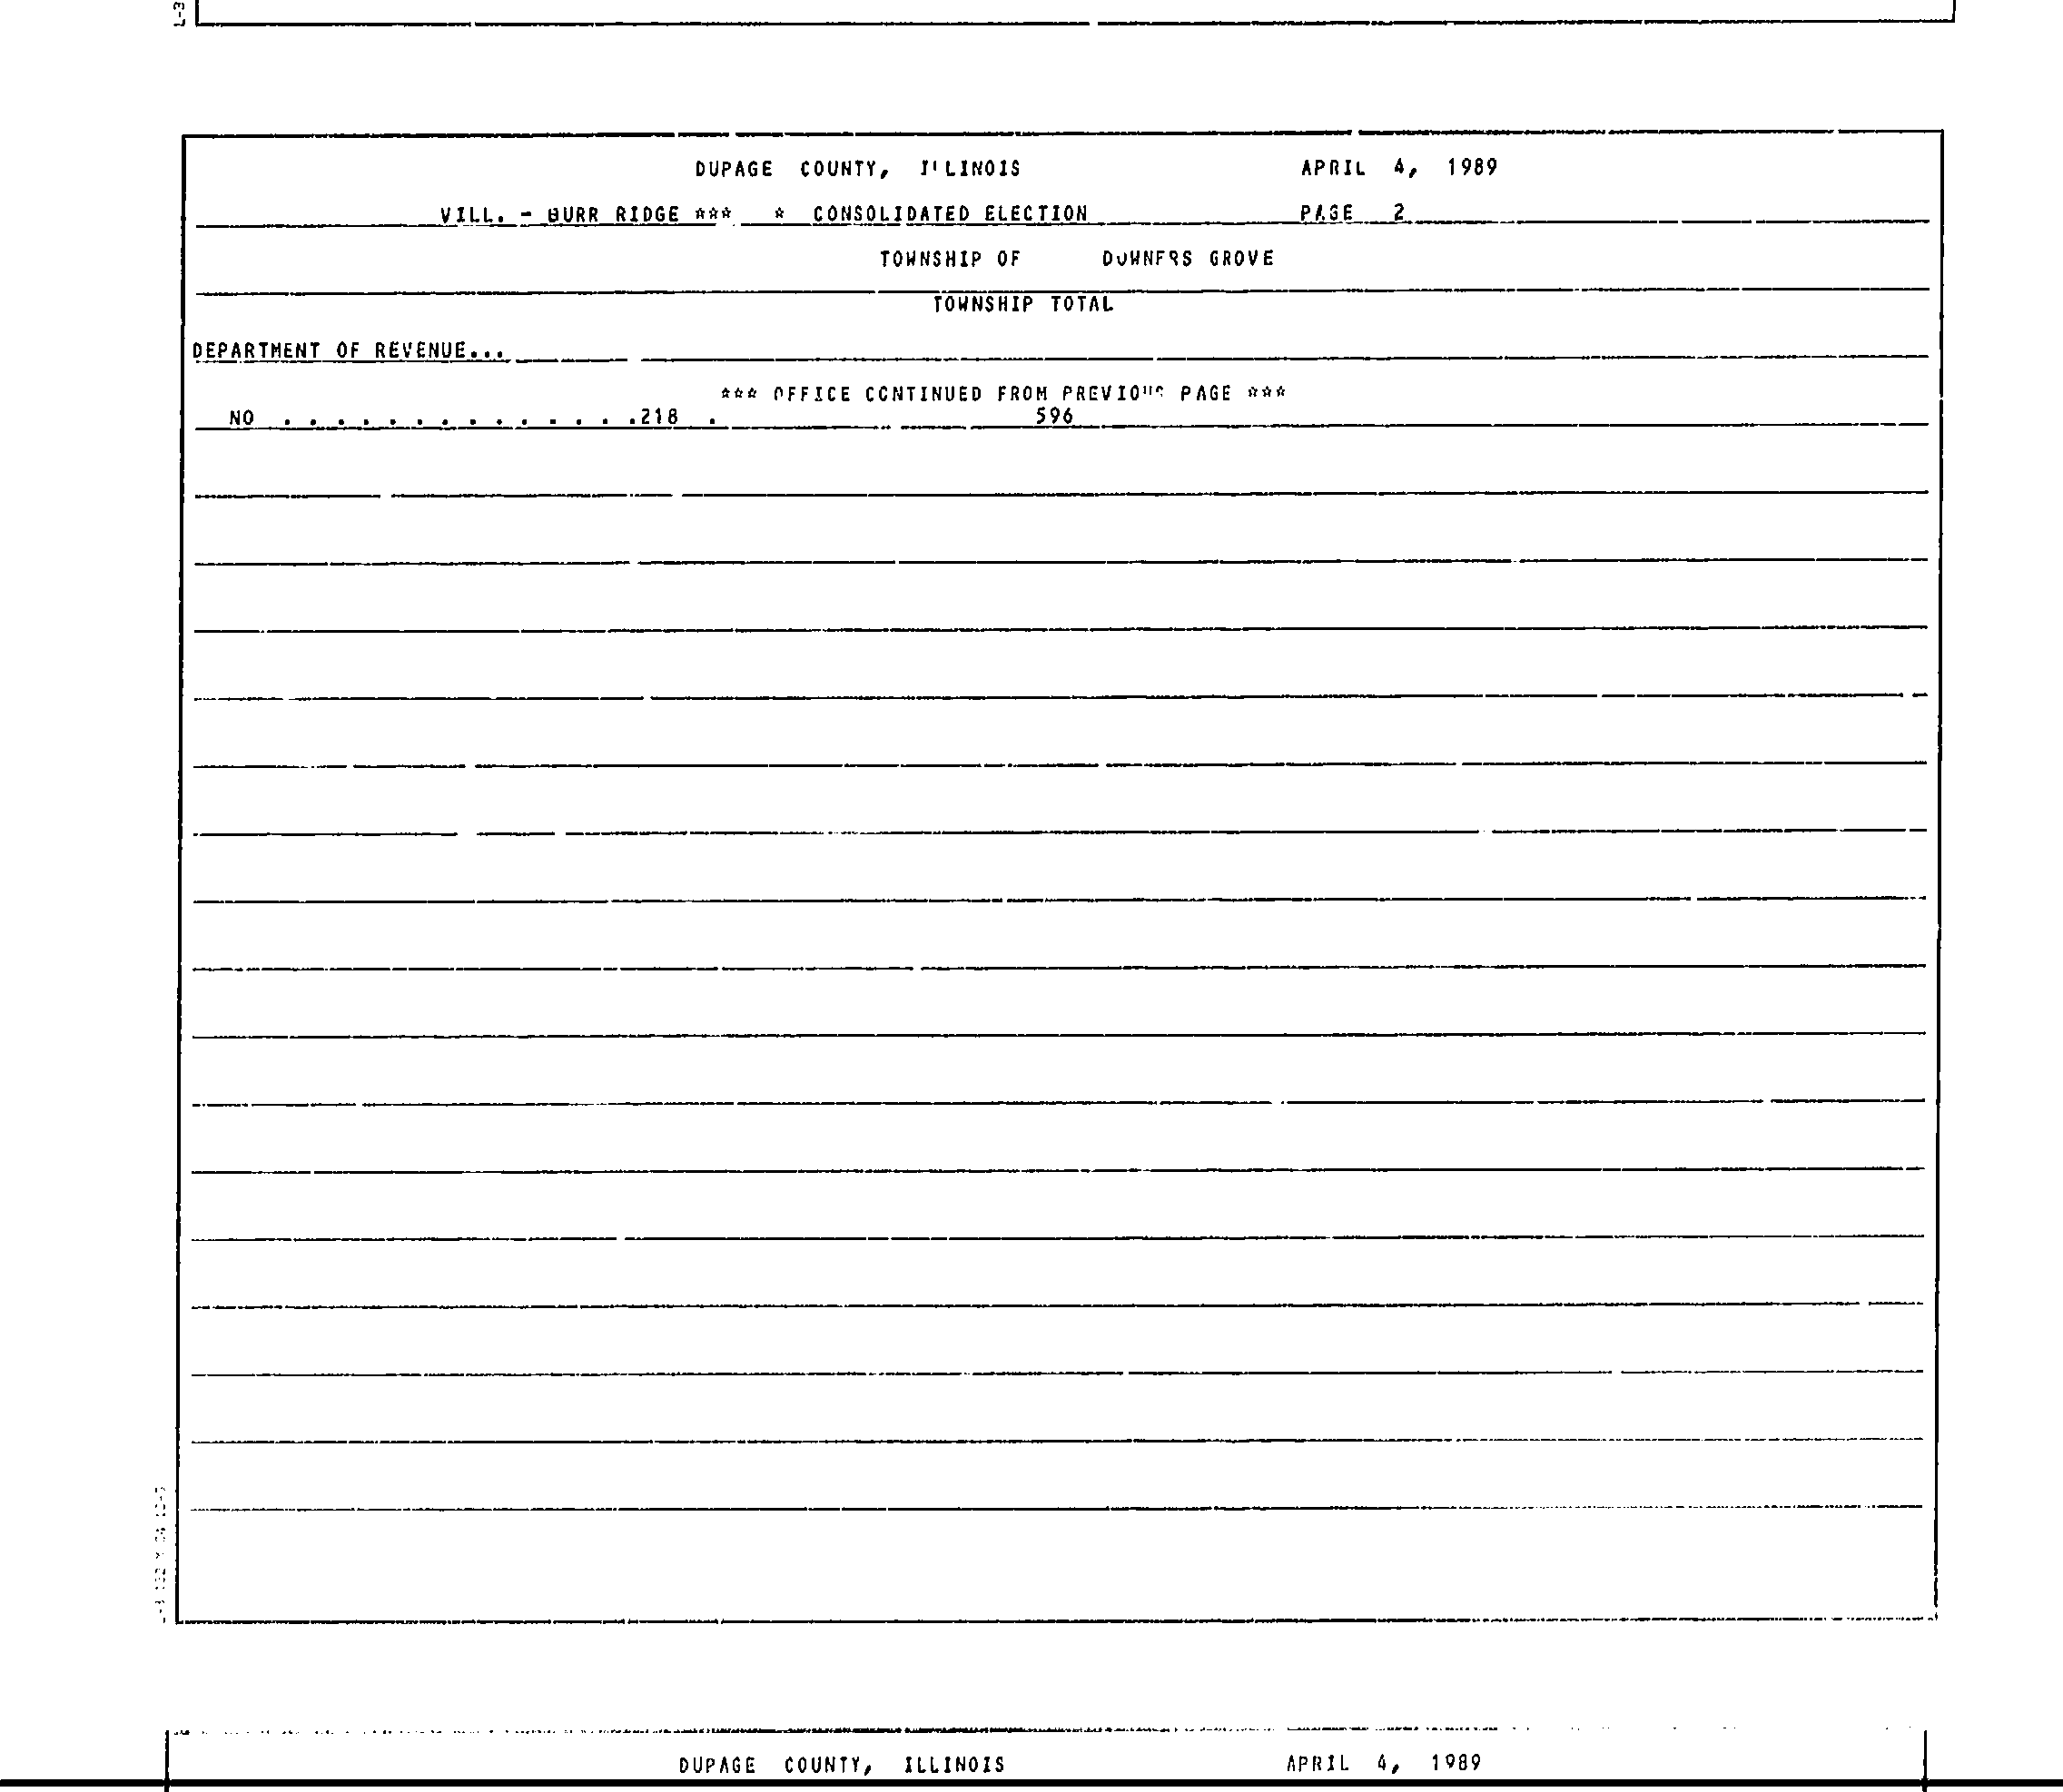 DUPAGE COUNTY, ILLINOIS APRIL 4, 1989
VILL. - BURR RIDGE *** * CONSOLIDATED ELECTION PAGE 2
TOWNSHIP OF DOWNERS GROVE
TOWNSHIP TOTAL
DEPARTMENT OF REVENUE...
*** OFFICE CONTINUED FROM PREVIOUS PAGE ***
NO . . . . . . . . . . . . . .218 . 596
DUPAGE COUNTY, ILLINOIS APRIL 4, 1989